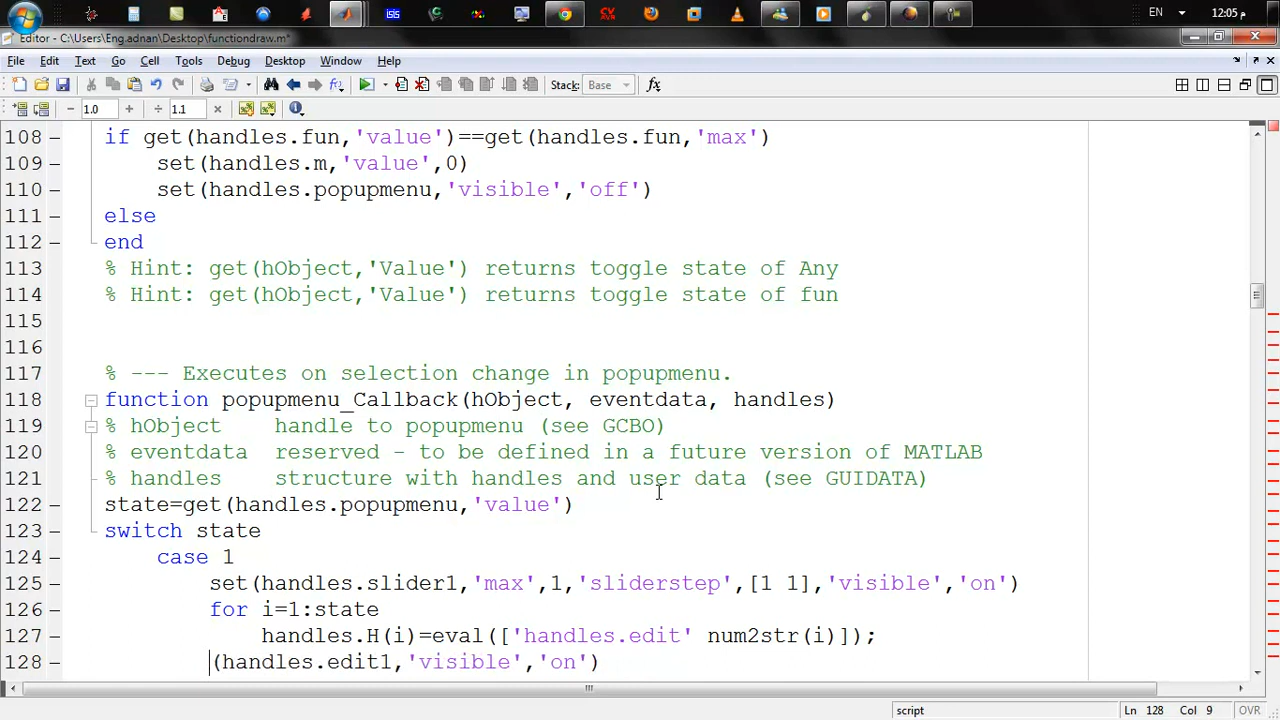 EN م 12:05
Editor - C:\Users\Eng.adnan\Desktop\functiondraw.m*
File Edit Text Go Cell Tools Debug Desktop Window Help
Stack: Base fx
1.0 1.1
108 if get(handles.fun,'value')==get(handles.fun,'max')
109 set(handles.m,'value',0)
110 set(handles.popupmenu,'visible','off')
111 else
112 end
113 % Hint: get(hObject,'Value') returns toggle state of Any
114 % Hint: get(hObject,'Value') returns toggle state of fun
115
116
117 % --- Executes on selection change in popupmenu.
118 function popupmenu_Callback(hObject, eventdata, handles)
119 % hObject    handle to popupmenu (see GCBO)
120 % eventdata  reserved - to be defined in a future version of MATLAB
121 % handles    structure with handles and user data (see GUIDATA)
122 state=get(handles.popupmenu,'value')
123 switch state
124 case 1
125 set(handles.slider1,'max',1,'sliderstep',[1 1],'visible','on')
126 for i=1:state
127 handles.H(i)=eval(['handles.edit' num2str(i)]);
128 (handles.edit1,'visible','on')
script Ln 128 Col 9 OVR